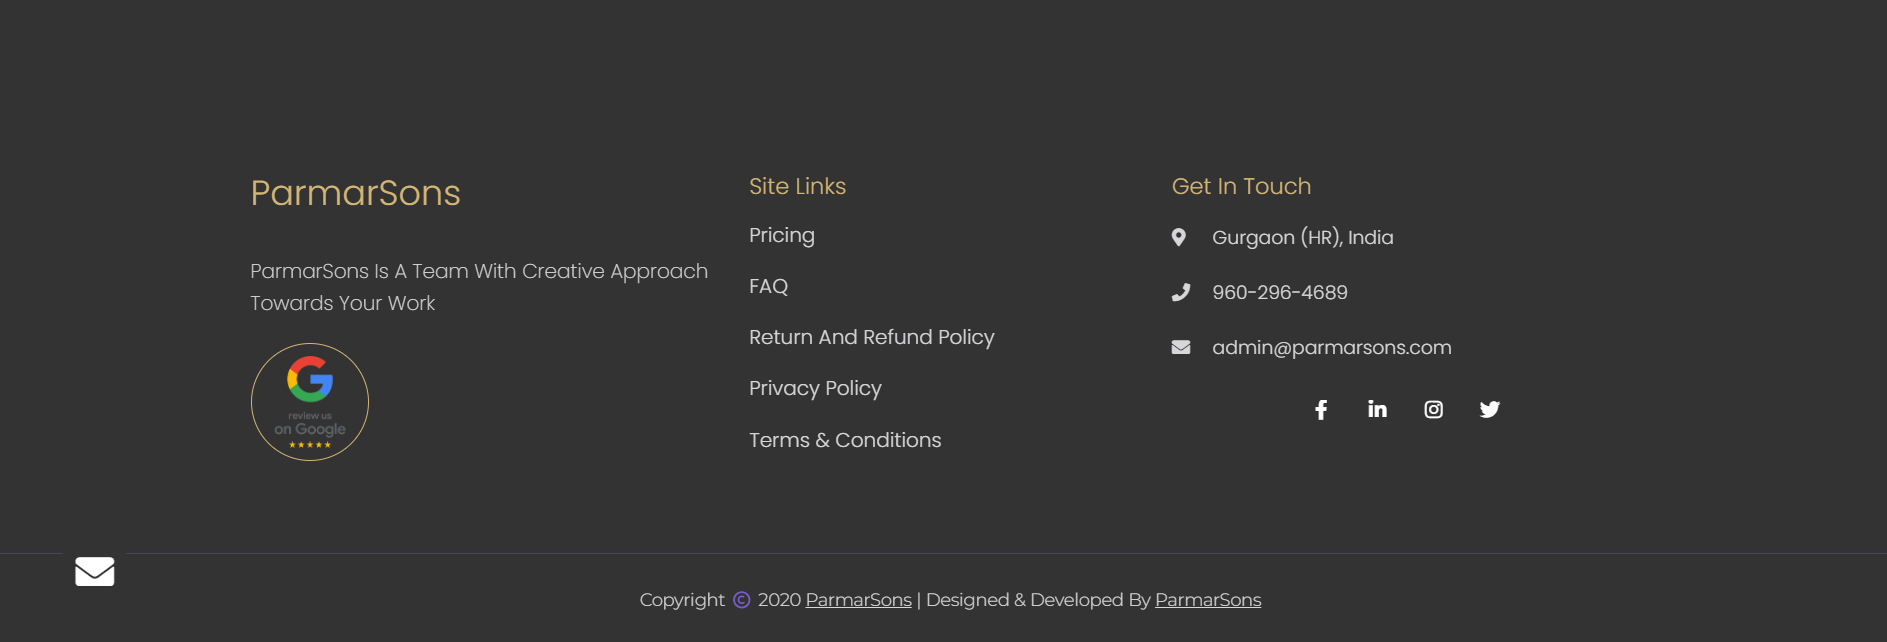 ParmarSons
ParmarSons Is A Team With Creative Approach
Towards Your Work
review us
on Google
Site Links
Pricing
FAQ
Return And Refund Policy
Privacy Policy
Terms & Conditions
Get In Touch
Gurgaon (HR), India
960-296-4689
admin@parmarsons.com
Copyright © 2020 ParmarSons | Designed & Developed By ParmarSons